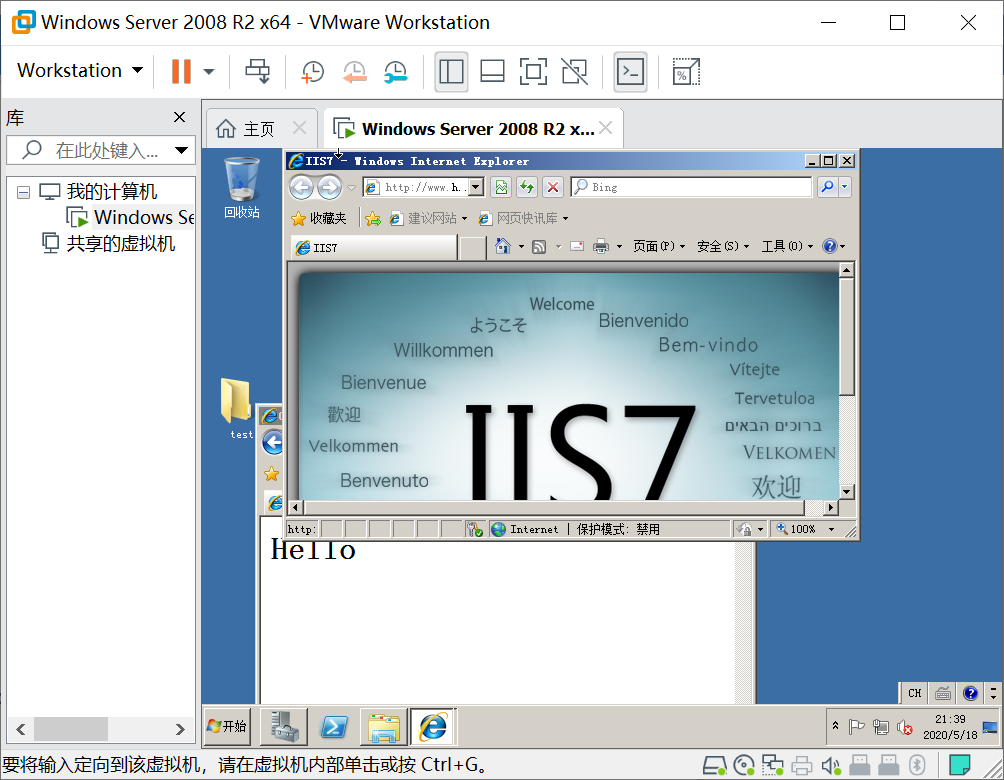 Windows Server 2008 R2 x64 - VMware Workstation
Workstation
库
主页
Windows Server 2008 R2 x...
在此处键入...
我的计算机
Windows Se
共享的虚拟机
回收站
test
IIS7 - Windows Internet Explorer
http://www.h..
Bing
收藏夹
建议网站
网页快讯库
IIS7
页面(P)
安全(S)
工具(O)
Welcome
ようこそ
Bienvenido
Willkommen
Bem-vindo
Vítejte
Bienvenue
Tervetuloa
歡迎
ברוכים הבאים
Velkommen
VELKOMEN
Benvenuto
欢迎
IIS7
http:
Internet | 保护模式: 禁用
100%
Hello
CH
开始
21:39
2020/5/18
要将输入定向到该虚拟机，请在虚拟机内部单击或按 Ctrl+G。